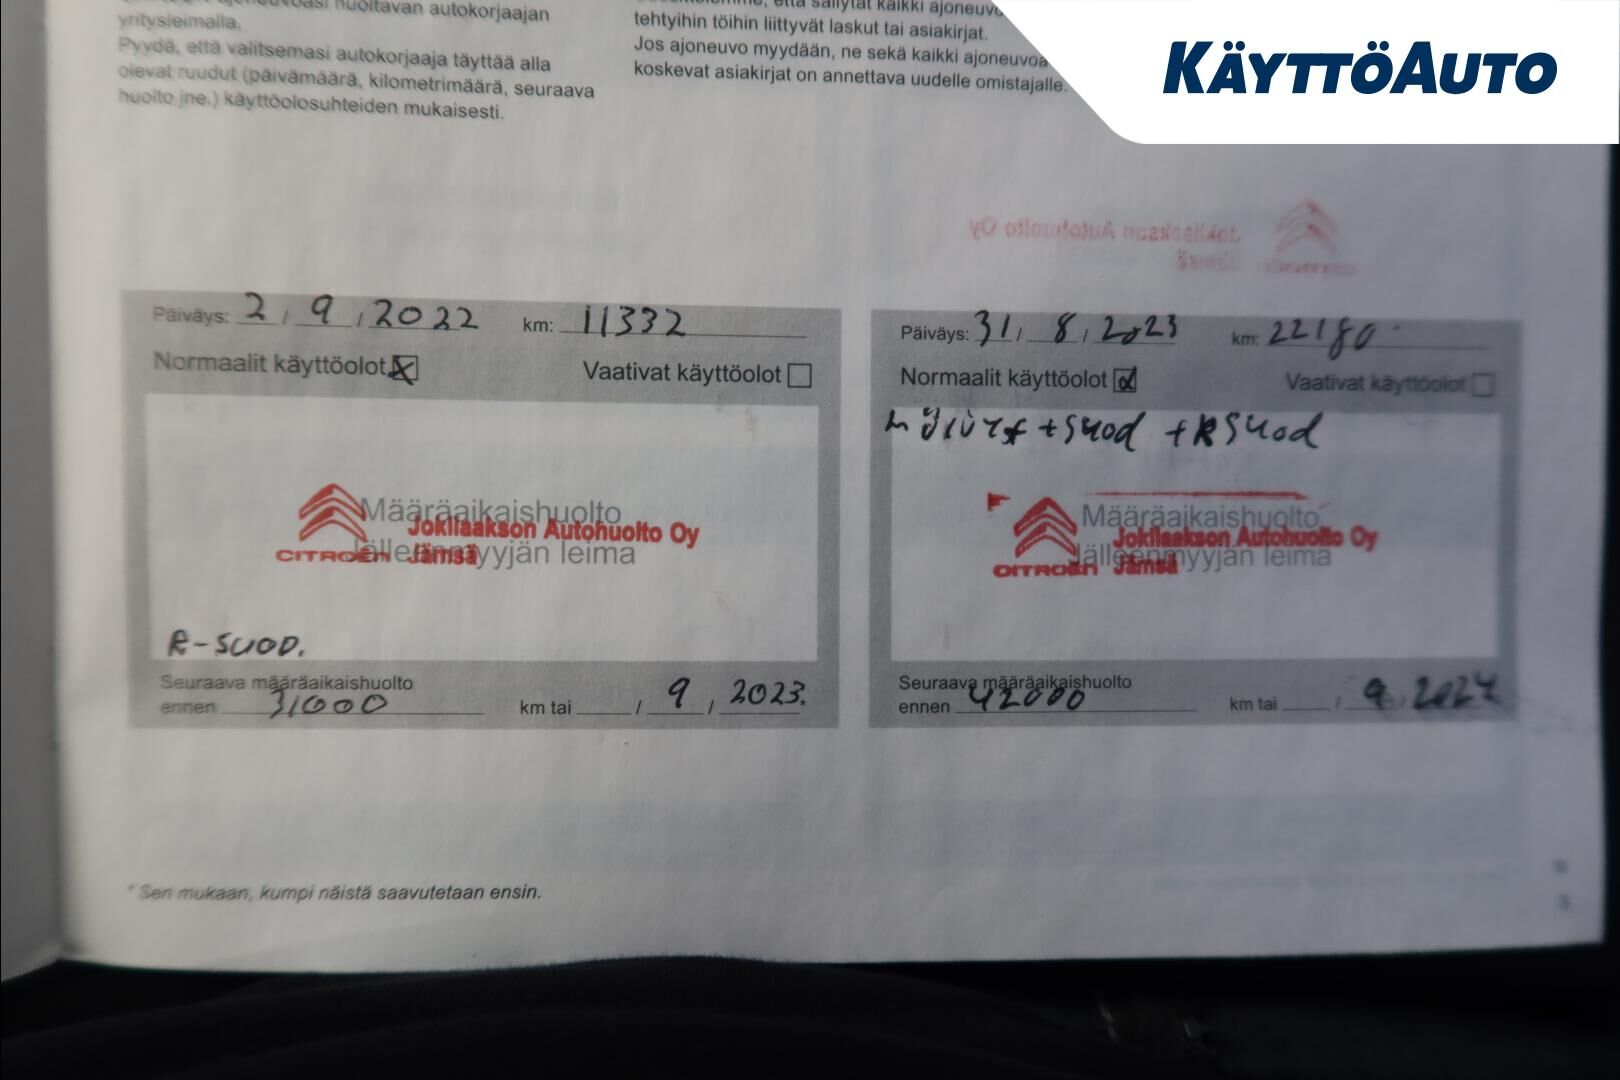 KÄYTTÖAUTO
huoltavan autokorjaajan
yritysleimalla.
Pyydä, että valitsemasi autokorjaaja täyttää alla
olevat ruudut (päivämäärä, kilometrimäärä, seuraava
huolto jne.) käyttöolosuhteiden mukaisesti.
että säilytät kaikki
tehtyihin töihin liittyvät laskut tai asiakirjat.
Jos ajoneuvo myydään, ne sekä kaikki ajoneuvoa
koskevat asiakirjat on annettava uudelle omistajalle.
Päiväys: 2 / 9 / 2022 km: 11332
Normaalit käyttöolot Vaativat käyttöolot
Määräaikaishuolto
Jokilaakson Autohuolto Oy
Jälleenmyyjän leima
CITROËN Jämsä
R-SUOD.
Seuraava määräaikaishuolto
ennen 31000 km tai / 9 / 2023.
Päiväys: 31 / 8 / 2023 km: 22180
Normaalit käyttöolot Vaativat käyttöolot
+suod +RSuod
Määräaikaishuolto
Jokilaakson Autohuolto Oy
Jälleenmyyjän leima
CITROËN Jämsä
Seuraava määräaikaishuolto
ennen 42000 km tai / 9 / 2024
* Sen mukaan, kumpi näistä saavutetaan ensin.